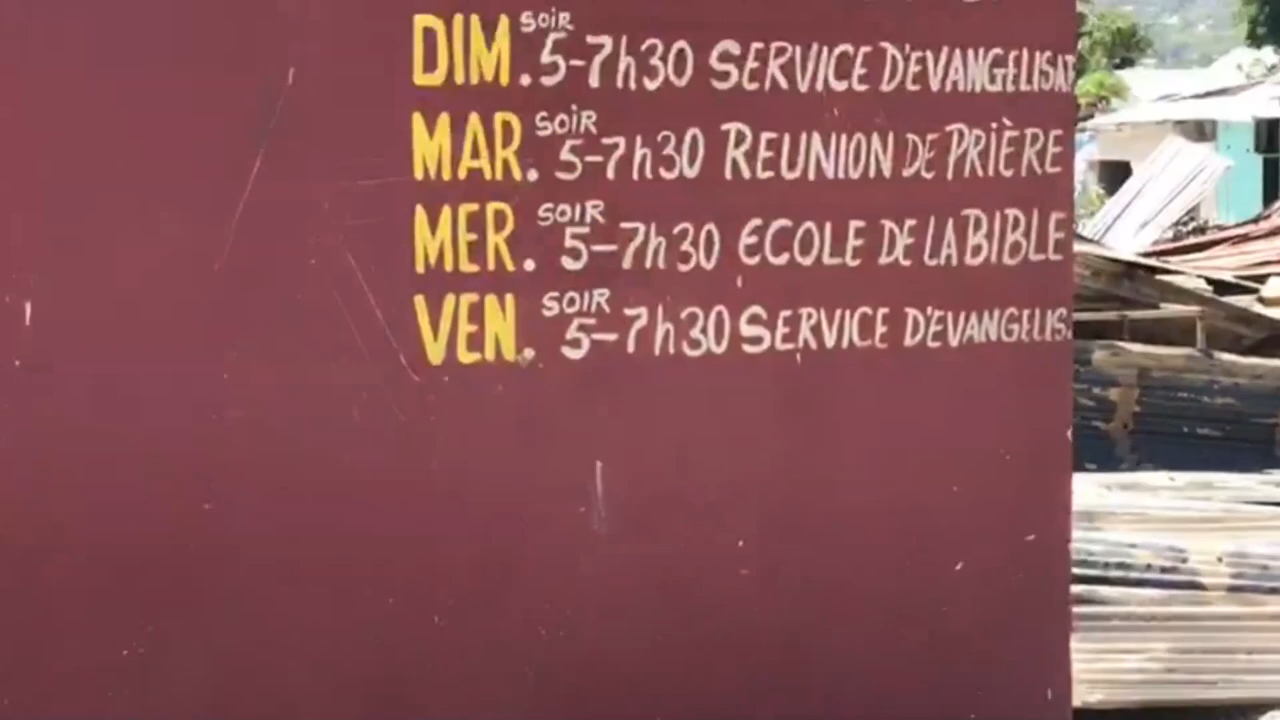 DIM. SOIR 5-7h30 SERVICE D'EVANGELISAT
MAR. SOIR 5-7h30 REUNION DE PRIÈRE
MER. SOIR 5-7h30 ECOLE DE LA BIBLE
VEN. SOIR 5-7h30 SERVICE D'EVANGELIS.